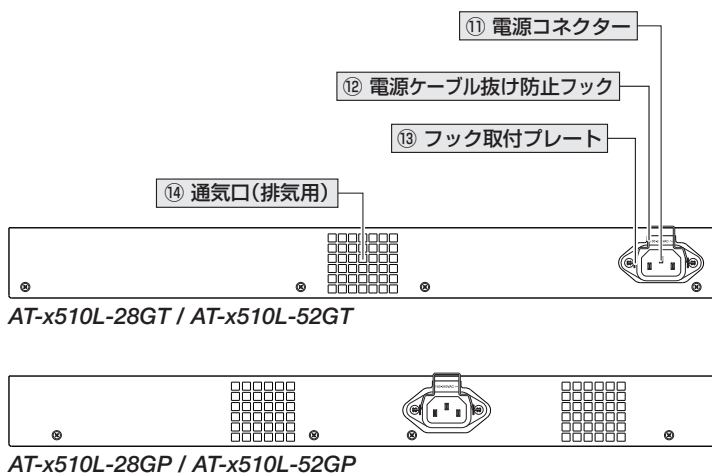 ⑪ 電源コネクター
⑫ 電源ケーブル抜け防止フック
⑬ フック取付プレート
⑭ 通気口(排気用)
AT-x510L-28GT / AT-x510L-52GT
AT-x510L-28GP / AT-x510L-52GP